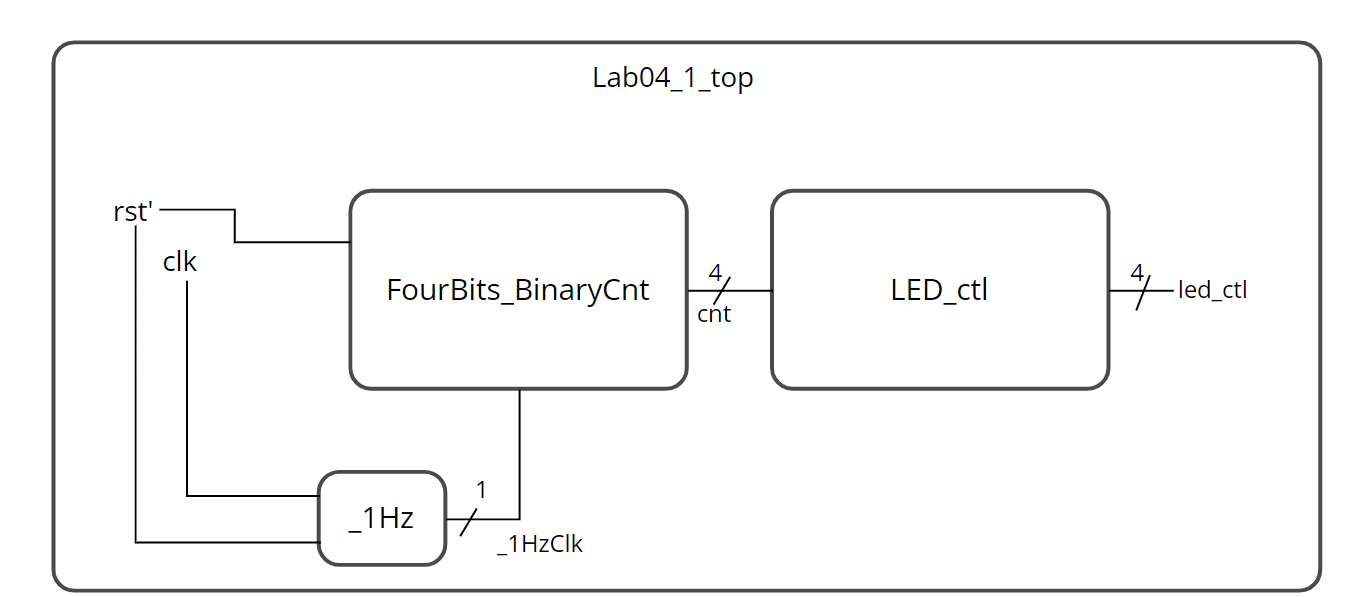 Lab04_1_top
rst'
clk
FourBits_BinaryCnt
4
cnt
LED_ctl
4
led_ctl
_1Hz
1
_1HzClk